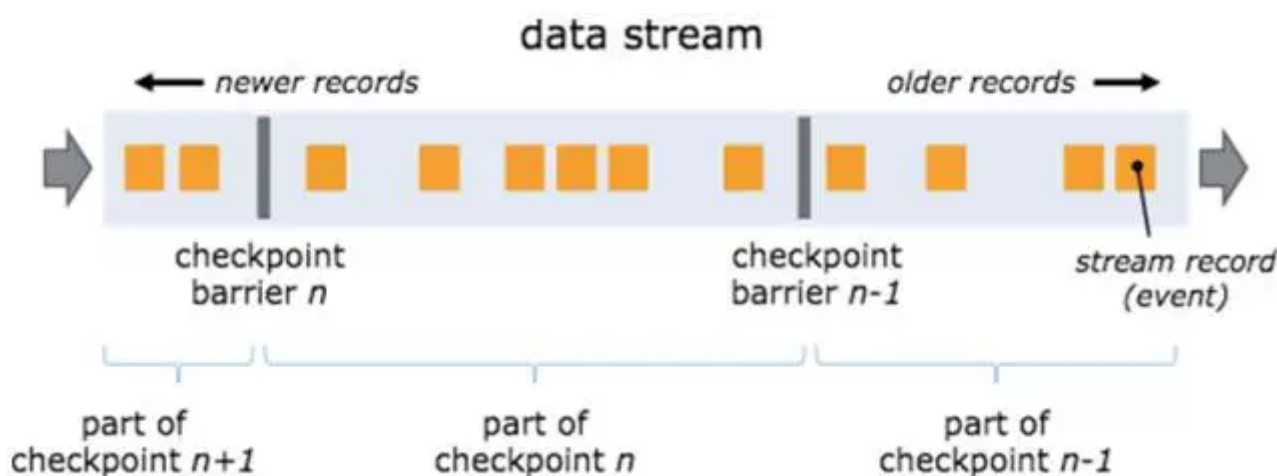 data stream
newer records
older records
checkpoint
barrier n
checkpoint
barrier n-1
stream record
(event)
part of
checkpoint n+1
part of
checkpoint n
part of
checkpoint n-1